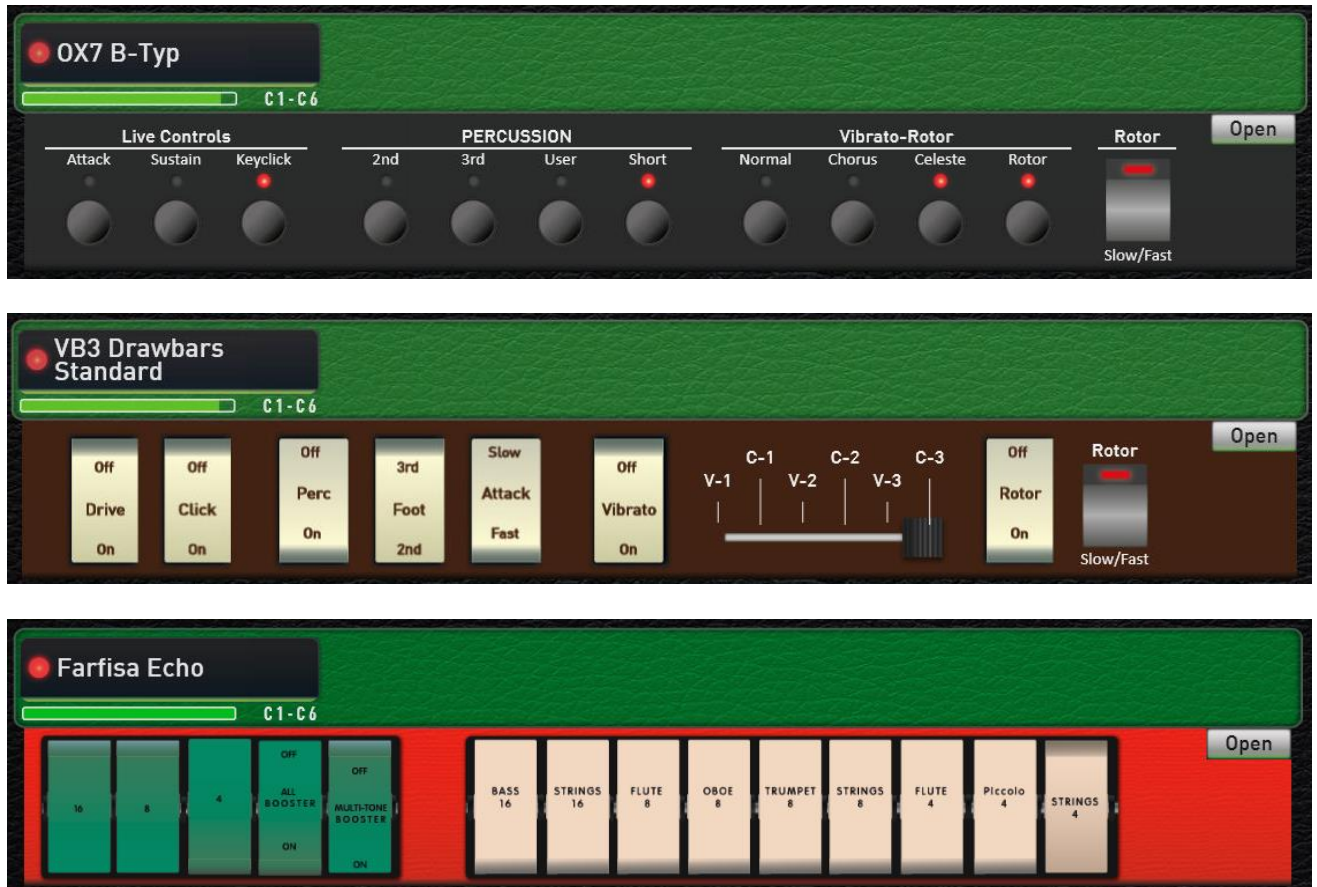 OX7 B-Typ
C1-C6
Open
Live Controls PERCUSSION Vibrato-Rotor Rotor
Attack Sustain Keyclick 2nd 3rd User Short Normal Chorus Celeste Rotor
Slow/Fast
VB3 Drawbars
Standard
C1-C6
Open
Off Drive On
Off Click On
Off Perc On
3rd Foot 2nd
Slow Attack Fast
Off Vibrato On
C-1 C-2 C-3
V-1 V-2 V-3
Off Rotor On
Rotor
Slow/Fast
Farfisa Echo
C1-C6
Open
16
8
4
OFF
ALL
BOOSTER
ON
OFF
MULTI-TONE
BOOSTER
ON
BASS
16
STRINGS
16
FLUTE
8
OBOE
8
TRUMPET
8
STRINGS
8
FLUTE
4
Piccolo
4
STRINGS
4